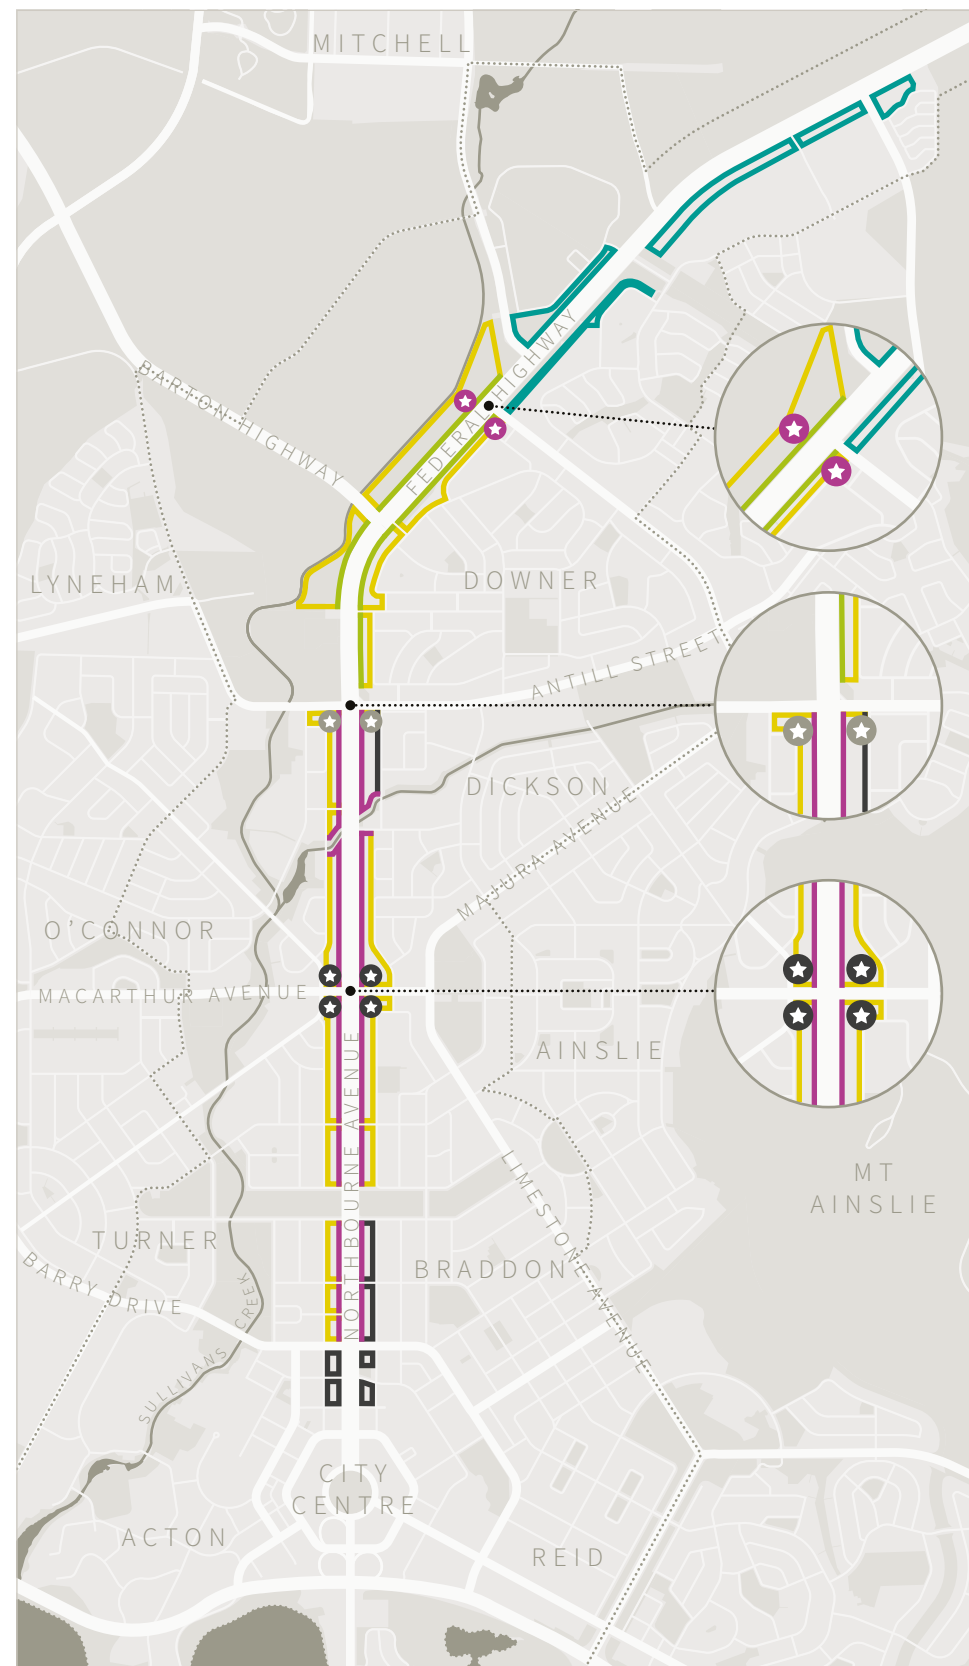 MITCHELL
BARTON HIGHWAY
FEDERAL HIGHWAY
LYNEHAM
DOWNER
ANTILL STREET
DICKSON
MAJURA AVENUE
O'CONNOR
MACARTHUR AVENUE
AINSLIE
NORTHBOURNE AVENUE
LIMESTONE AVENUE
MT
AINSLIE
TURNER
BRADDON
BARRY DRIVE
SULLIVANS CREEK
CITY
CENTRE
ACTON
REID